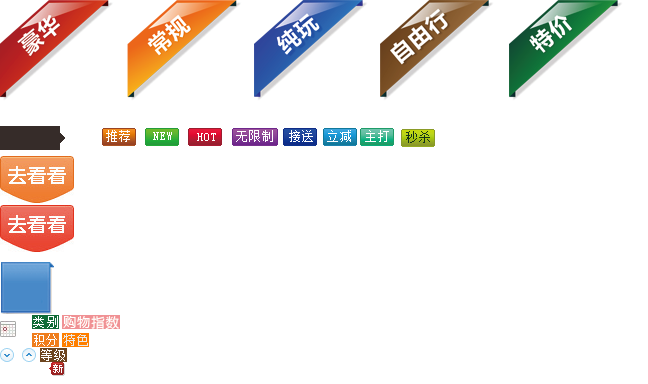 豪华 常规 纯玩 自由行 特价
推荐 NEW HOT 无限制 接送 立减 主打 秒杀
去看看
去看看
类别 购物指数
积分 特色
等级
新